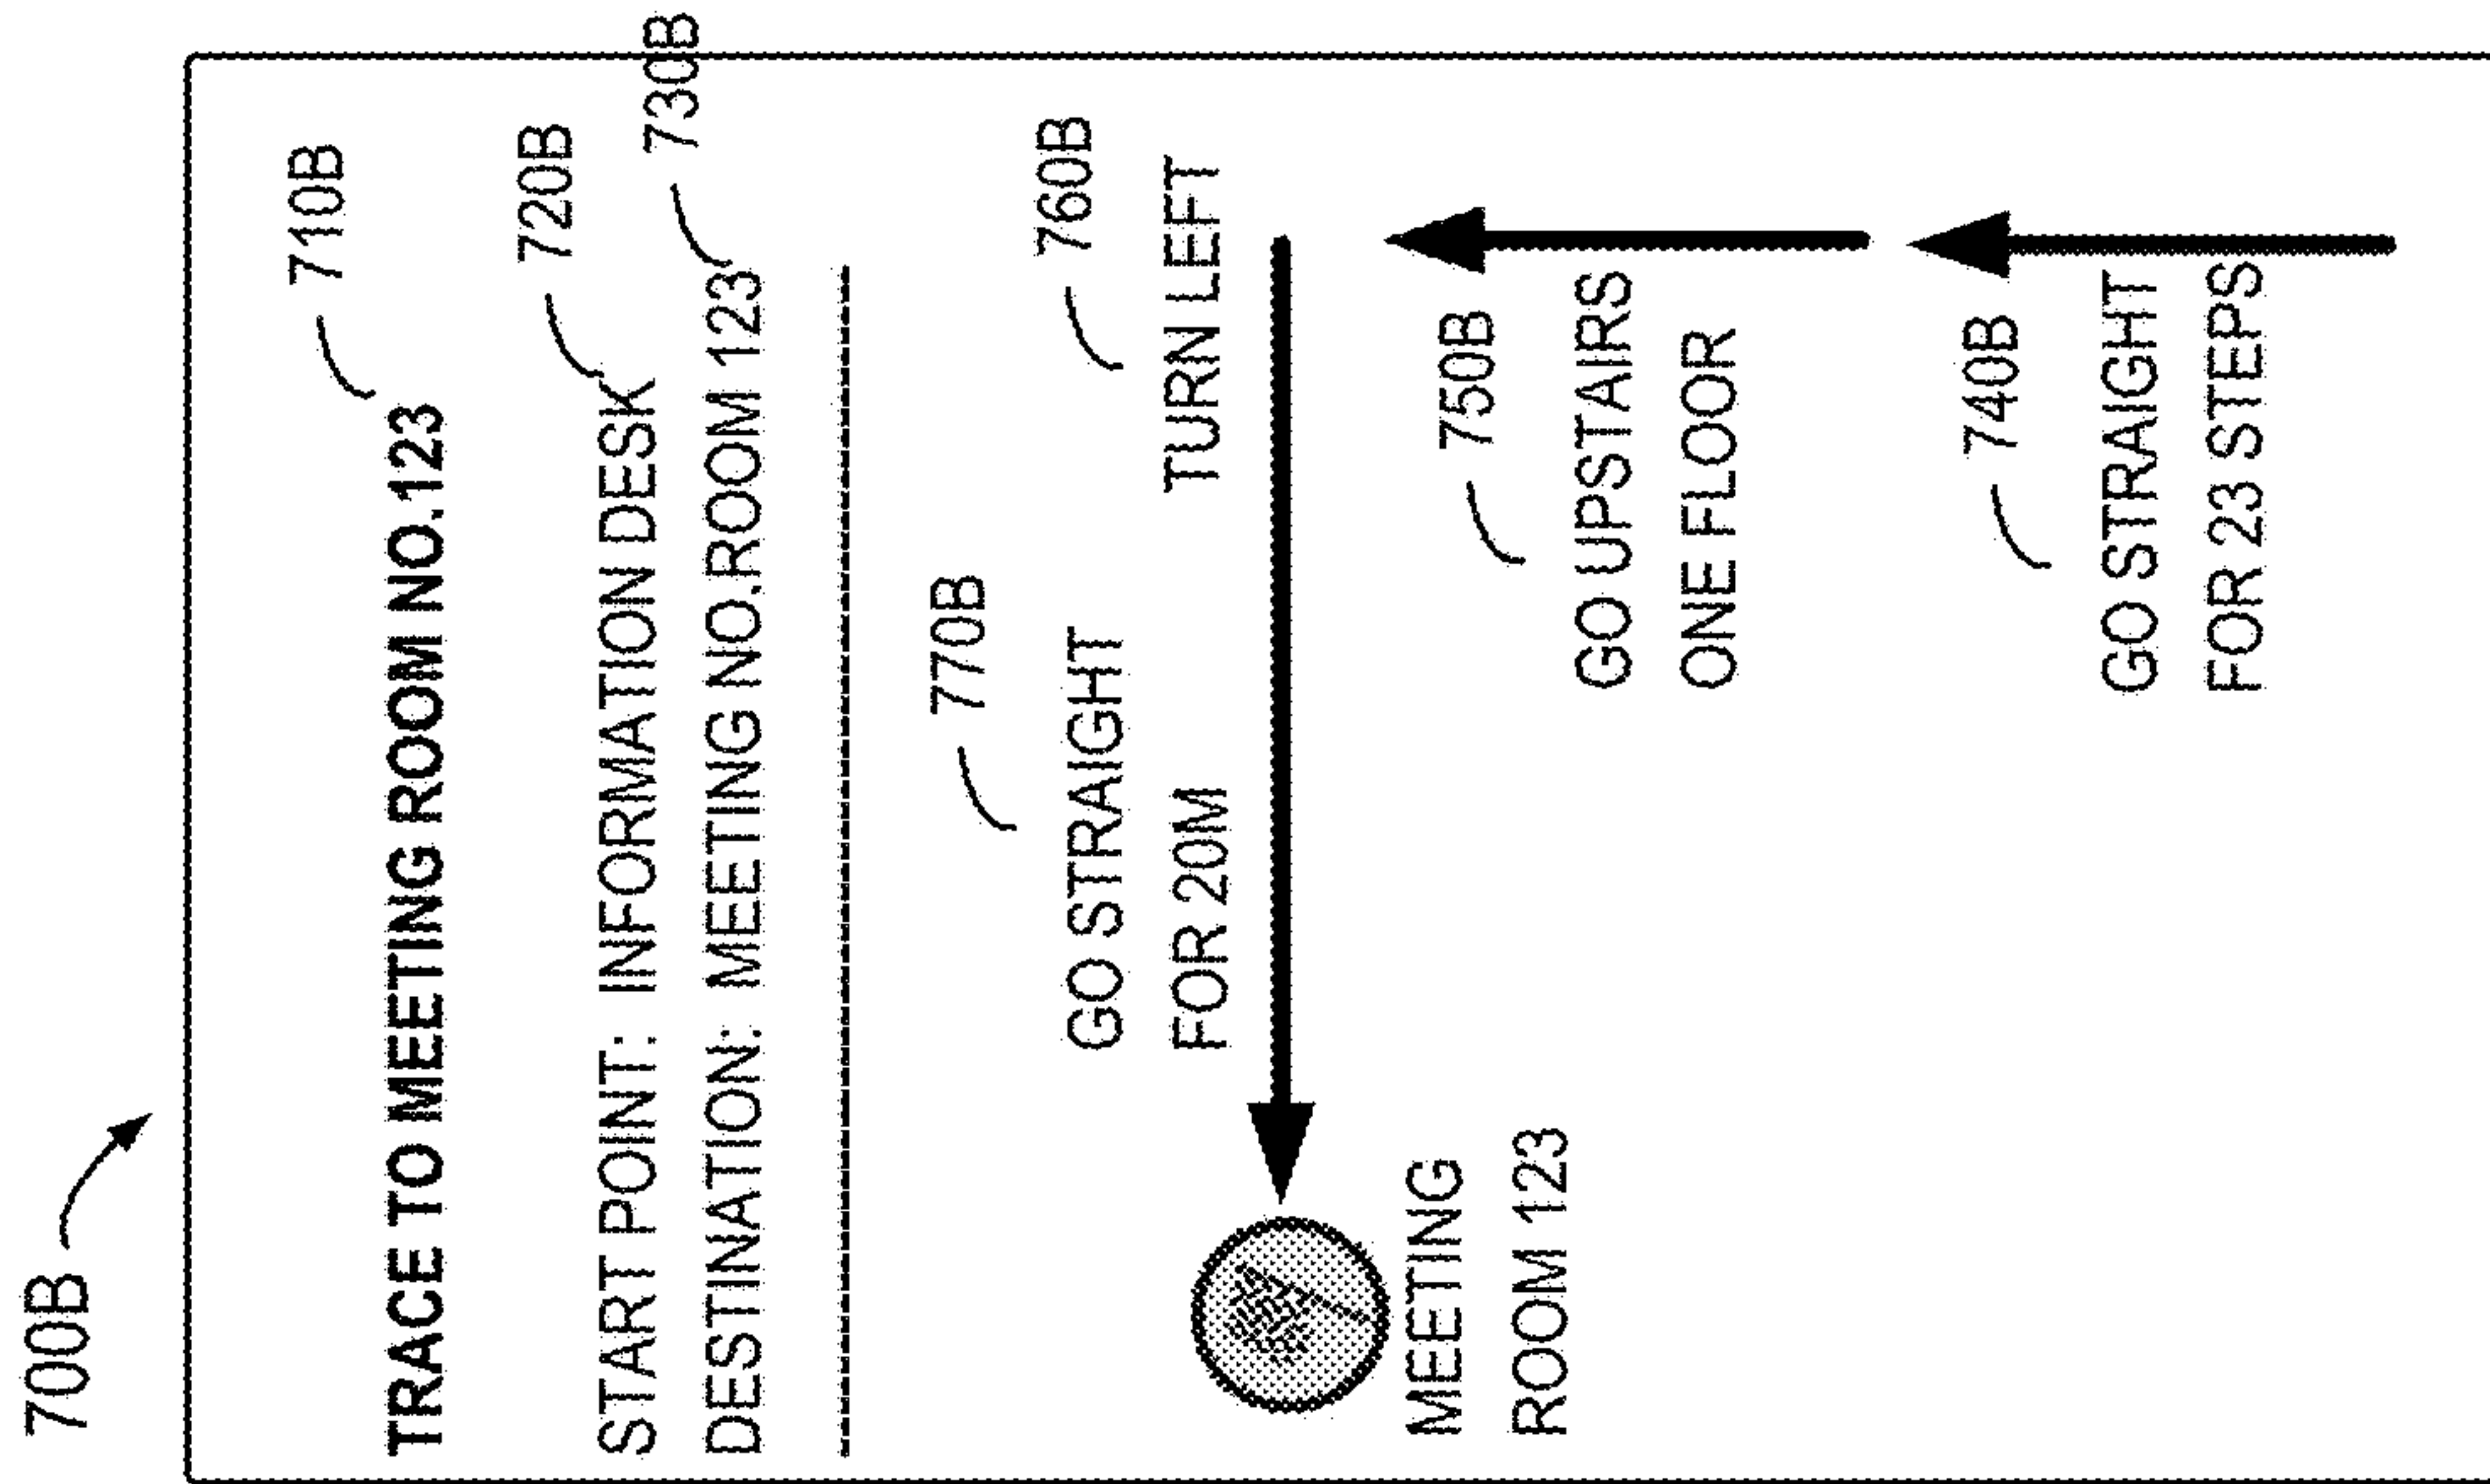 700B
710B
TRACE TO MEETING ROOM NO.123
720B
START POINT: INFORMATION DESK
730B
DESTINATION: MEETING NO.ROOM 123
770B
GO STRAIGHT
FOR 20M
760B
TURN LEFT
MEETING
ROOM 123
750B
GO UPSTAIRS
ONE FLOOR
740B
GO STRAIGHT
FOR 23 STEPS